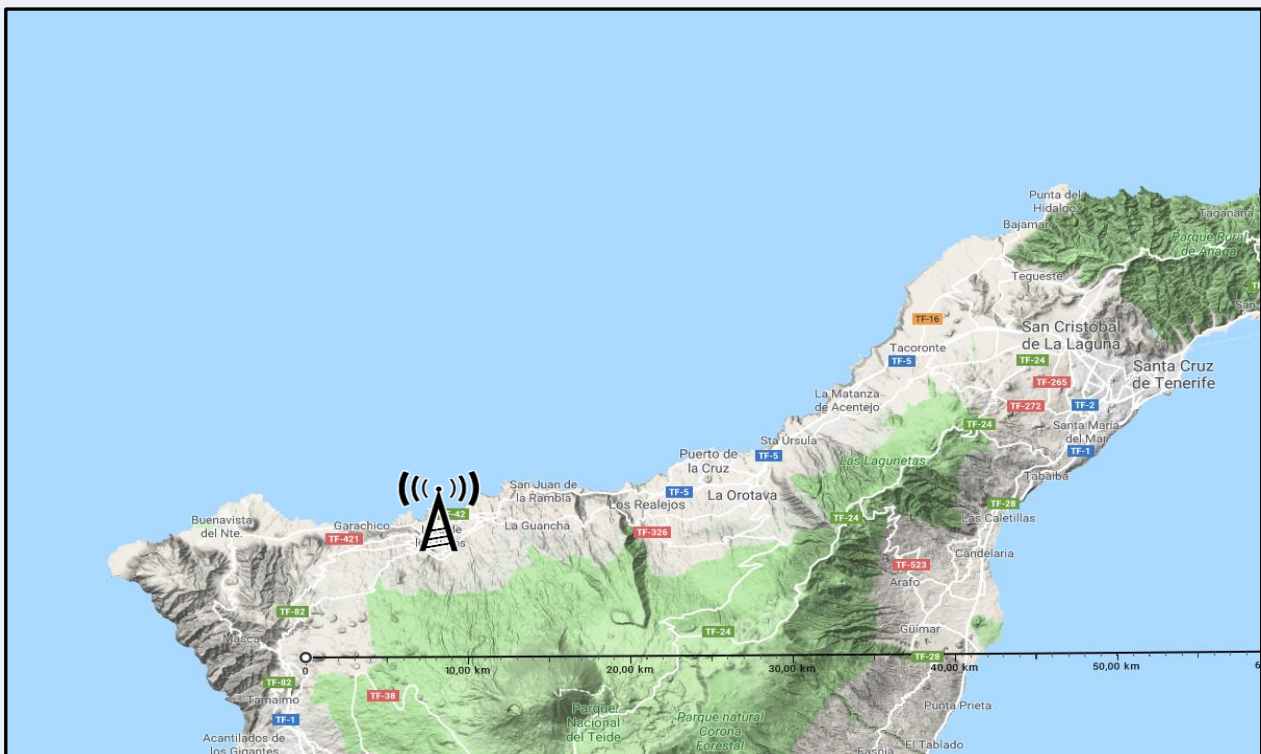 Punta del
Hidalgo
Taganana
Bajamar
Parque Rural
de Anaga
Tegueste
TF-16
San Cristóbal
de La Laguna
Tacoronte
TF-5
TF-24
Santa Cruz
de Tenerife
TF-265
La Matanza
de Acentejo
TF-272
TF-2
TF-24
Santa María
del Mar
Sta Úrsula
TF-1
Puerto de
la Cruz
TF-5
Las Lagunetas
Tabaiba
San Juan de
la Rambla
TF-5
La Orotava
Los Realejos
TF-28
Buenavista
del Nte.
Garachico
La Guancha
TF-24
Las Caletillas
TF-421
TF-326
Candelaria
TF-523
Arafo
TF-82
Güímar
TF-24
Masca
TF-28
0
10,00 km
20,00 km
30,00 km
40,00 km
50,00 km
TF-82
TF-38
Tamaimo
Parque
Nacional
del Teide
Parque natural
Corona
Forestal
Punta Prieta
TF-1
Acantilados de
los Gigantes
Fasnia
El Tablado